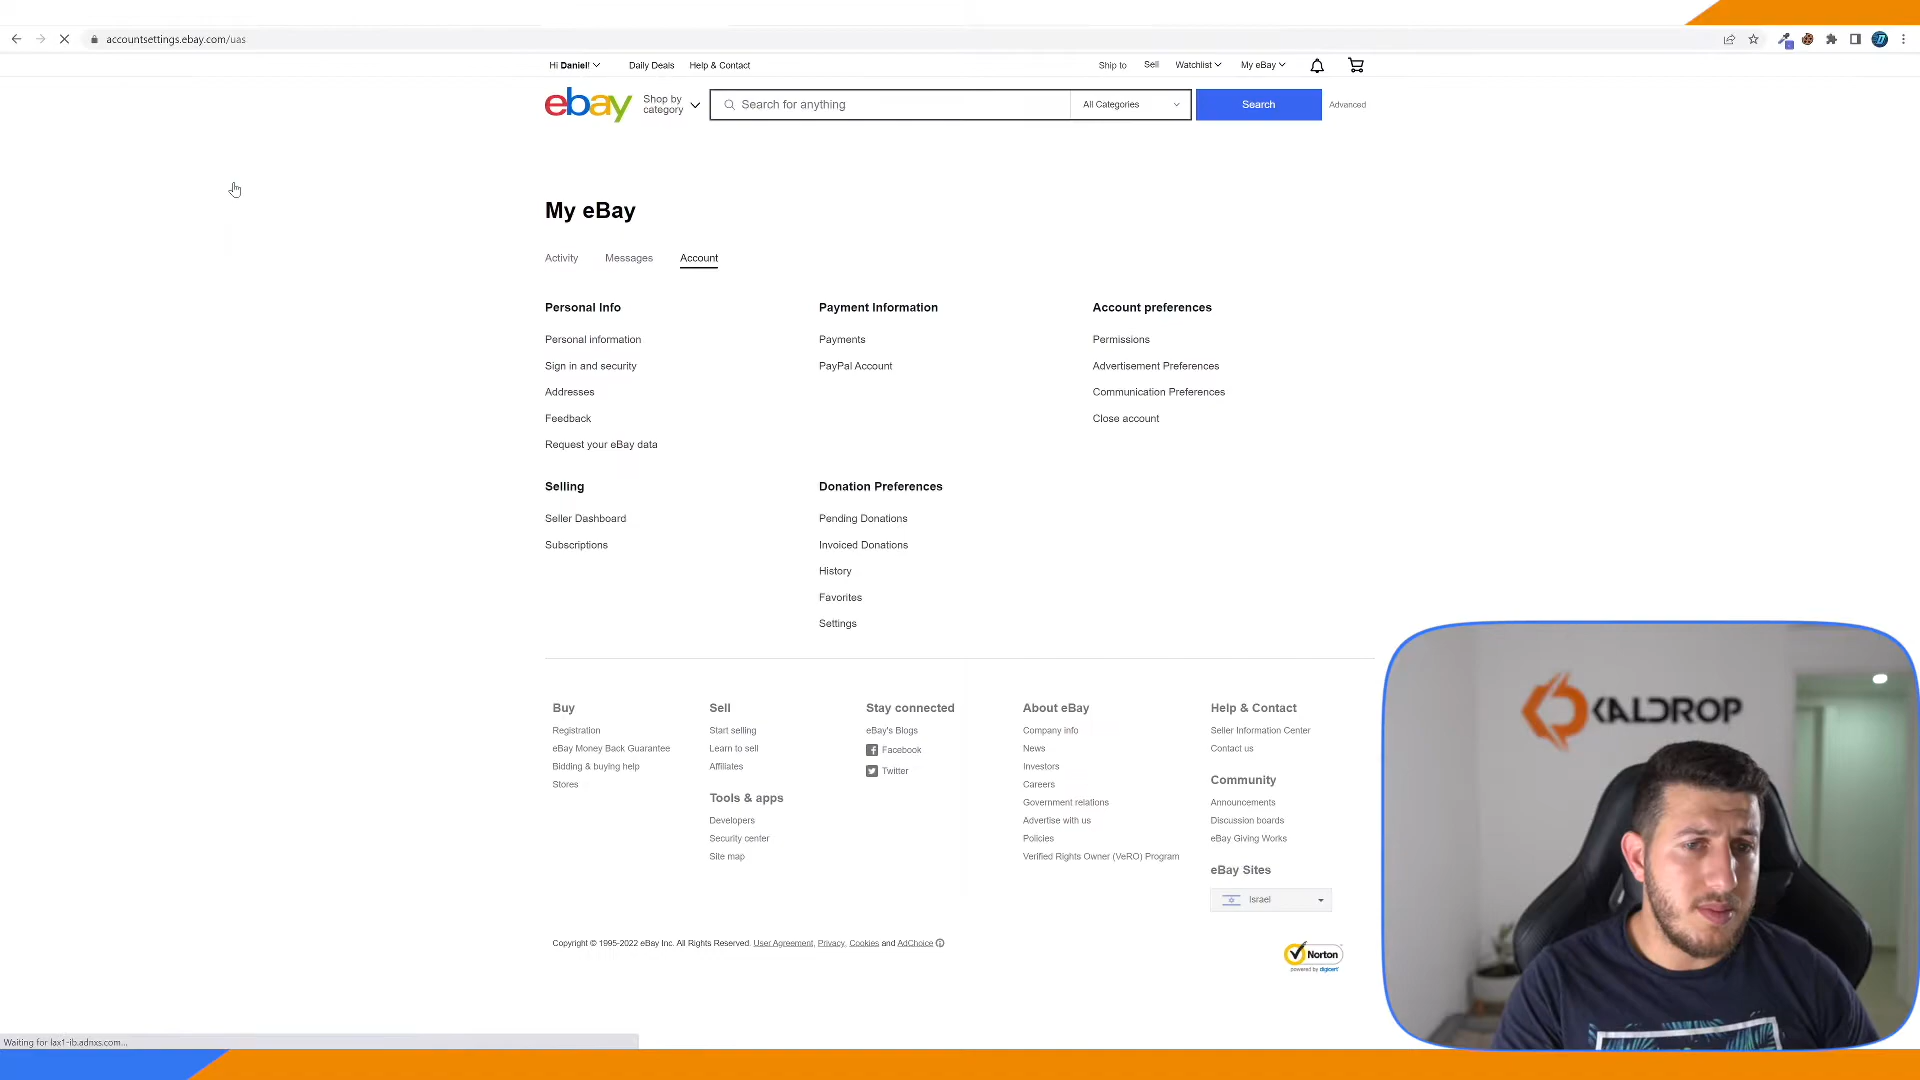 accountsettings.ebay.com/uas
Hi Daniel!
Daily Deals
Help & Contact
Ship to
Sell
Watchlist
My eBay
ebay
Shop by
category
Search for anything
All Categories
Search
Advanced
My eBay
Activity
Messages
Account
Personal Info
Personal information
Sign in and security
Addresses
Feedback
Request your eBay data
Payment Information
Payments
PayPal Account
Account preferences
Permissions
Advertisement Preferences
Communication Preferences
Close account
Selling
Seller Dashboard
Subscriptions
Donation Preferences
Pending Donations
Invoiced Donations
History
Favorites
Settings
Buy
Registration
eBay Money Back Guarantee
Bidding & buying help
Stores
Sell
Start selling
Learn to sell
Affiliates
Tools & apps
Developers
Security center
Site map
Stay connected
eBay's Blogs
Facebook
Twitter
About eBay
Company info
News
Investors
Careers
Government relations
Advertise with us
Policies
Verified Rights Owner (VeRO) Program
Help & Contact
Seller Information Center
Contact us
Community
Announcements
Discussion boards
eBay Giving Works
eBay Sites
Israel
Copyright © 1995-2022 eBay Inc. All Rights Reserved. User Agreement, Privacy, Cookies and AdChoice
Norton
powered by digicert
KALDROP
Waiting for lax1-ib.adnxs.com...